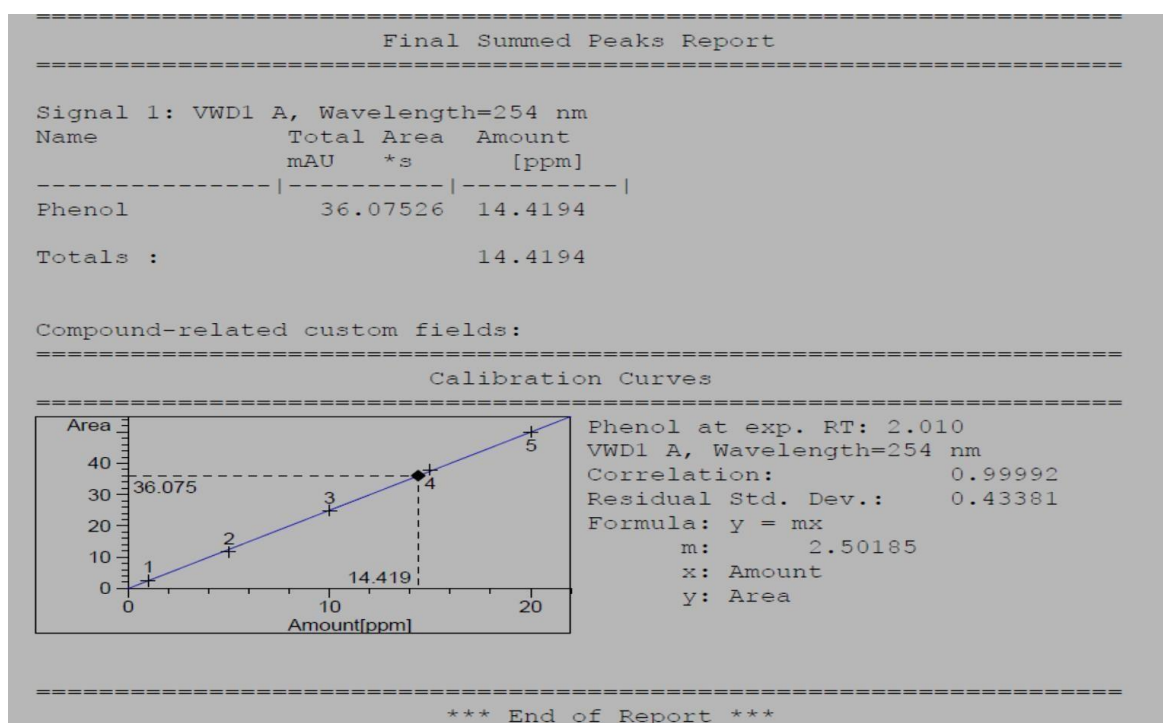 ===========================================================================
Final Summed Peaks Report
===========================================================================
Signal 1: VWD1 A, Wavelength=254 nm
Name Total Area Amount
mAU *s [ppm]
---------------|----------|----------|
Phenol 36.07526 14.4194
Totals : 14.4194
Compound-related custom fields:
===========================================================================
Calibration Curves
===========================================================================
Area
40
30
20
10
0
36.075
1
2
3
4
5
14.419
0
10
20
Amount[ppm]
Phenol at exp. RT: 2.010
VWD1 A, Wavelength=254 nm
Correlation: 0.99992
Residual Std. Dev.: 0.43381
Formula: y = mx
m: 2.50185
x: Amount
y: Area
===========================================================================
*** End of Report ***